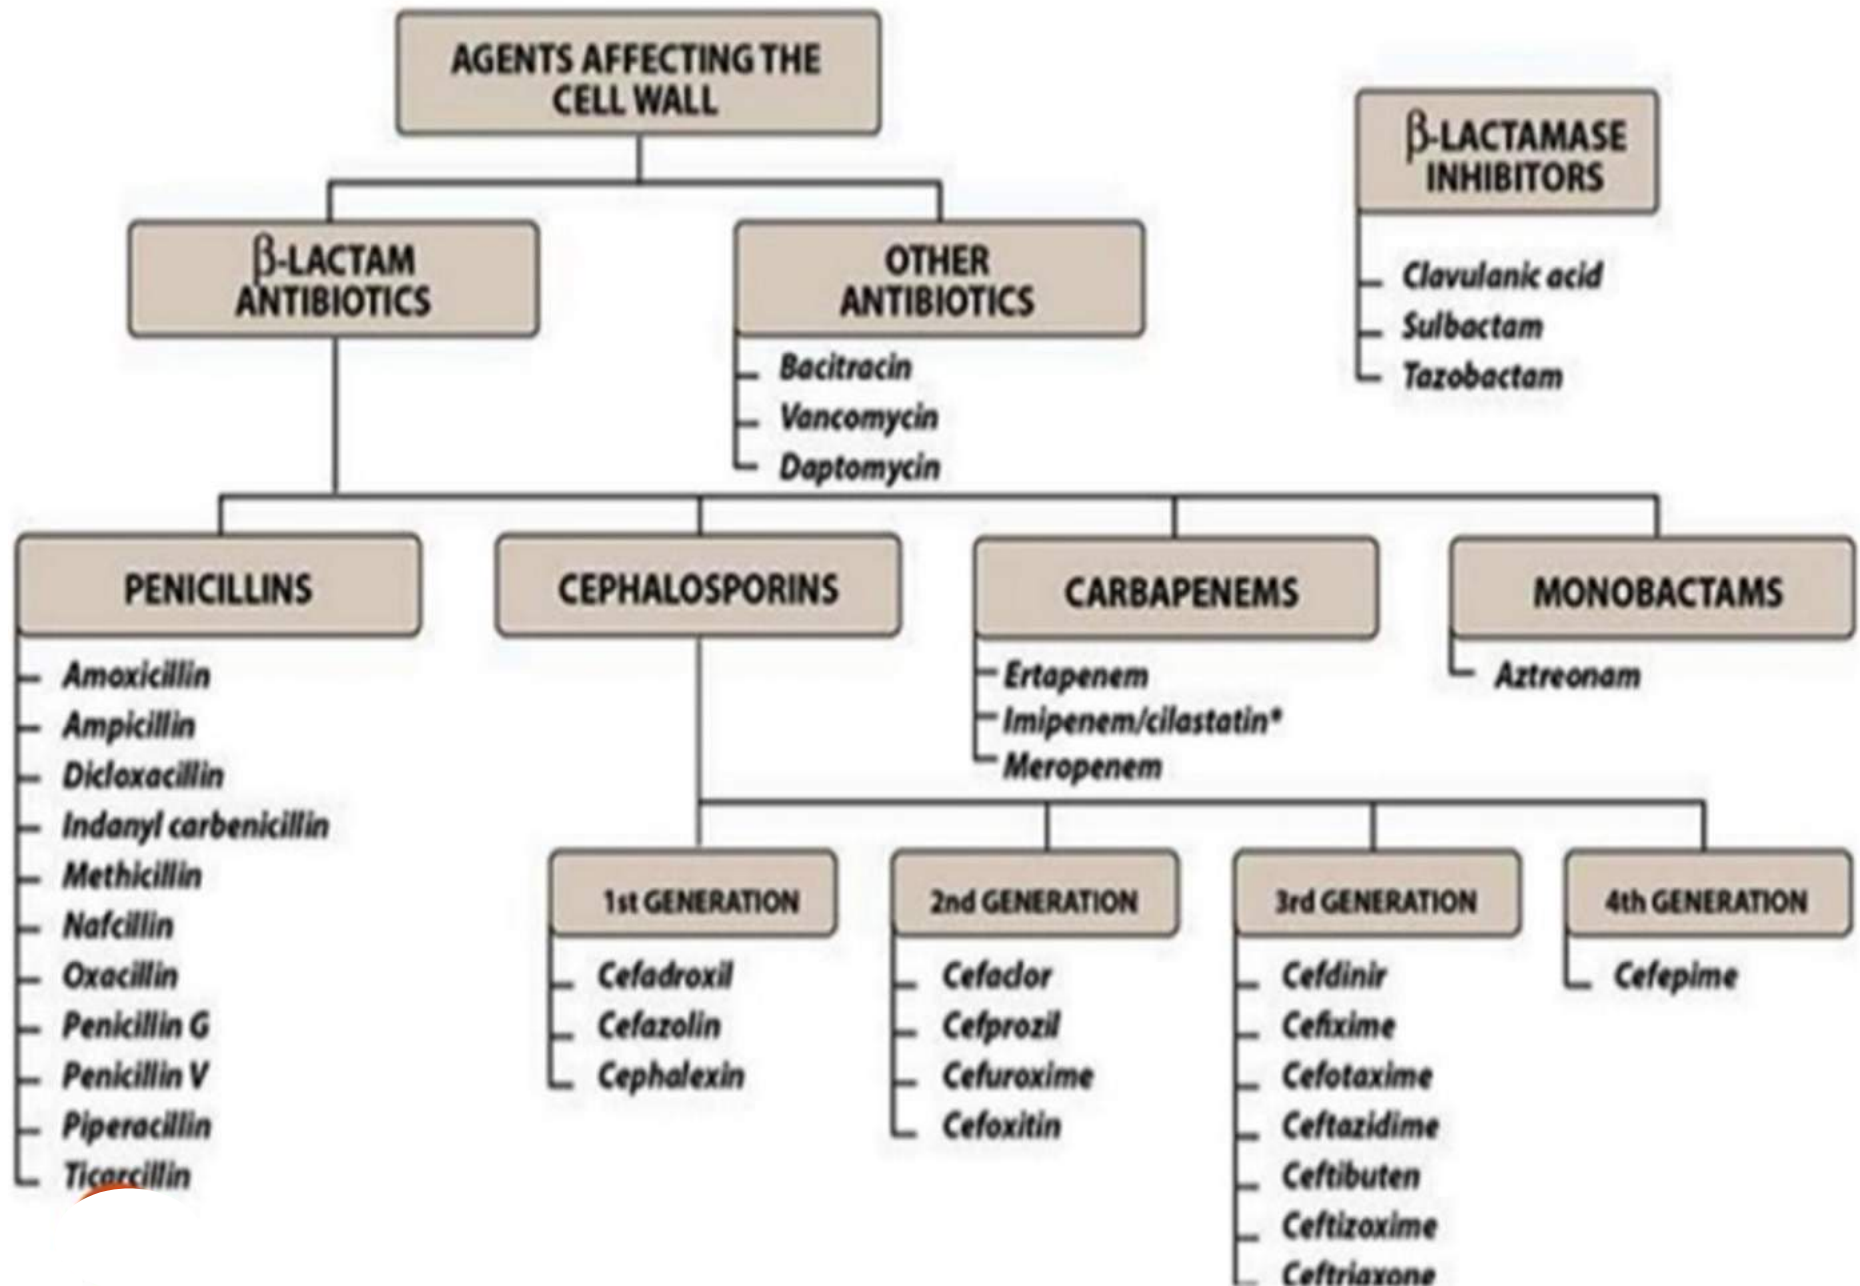 AGENTS AFFECTING THE
CELL WALL
β-LACTAMASE
INHIBITORS
Clavulanic acid
Sulbactam
Tazobactam
β-LACTAM
ANTIBIOTICS
OTHER
ANTIBIOTICS
Bacitracin
Vancomycin
Daptomycin
PENICILLINS
Amoxicillin
Ampicillin
Dicloxacillin
Indanyl carbenicillin
Methicillin
Nafcillin
Oxacillin
Penicillin G
Penicillin V
Piperacillin
Ticarcillin
CEPHALOSPORINS
CARBAPENEMS
Ertapenem
Imipenem/cilastatin*
Meropenem
MONOBACTAMS
Aztreonam
1st GENERATION
Cefadroxil
Cefazolin
Cephalexin
2nd GENERATION
Cefaclor
Cefprozil
Cefuroxime
Cefoxitin
3rd GENERATION
Cefdinir
Cefixime
Cefotaxime
Ceftazidime
Ceftibuten
Ceftizoxime
Ceftriaxone
4th GENERATION
Cefepime